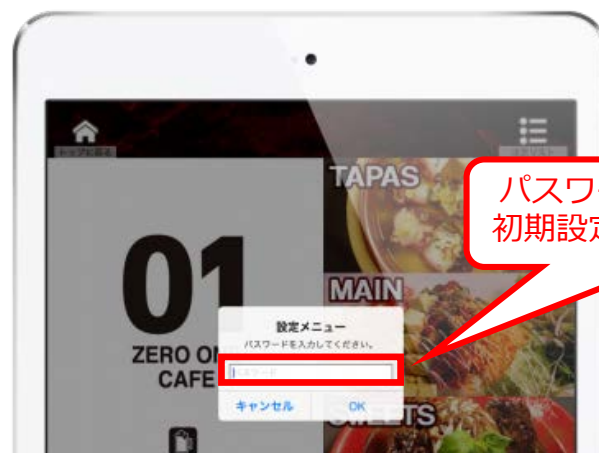 トップに戻る
TAPAS
パスワ
初期設定
01
MAIN
設定メニュー
パスワードを入力してください。
ZERO ON
CAFE
パスワード
キャンセル
OK
SWEETS